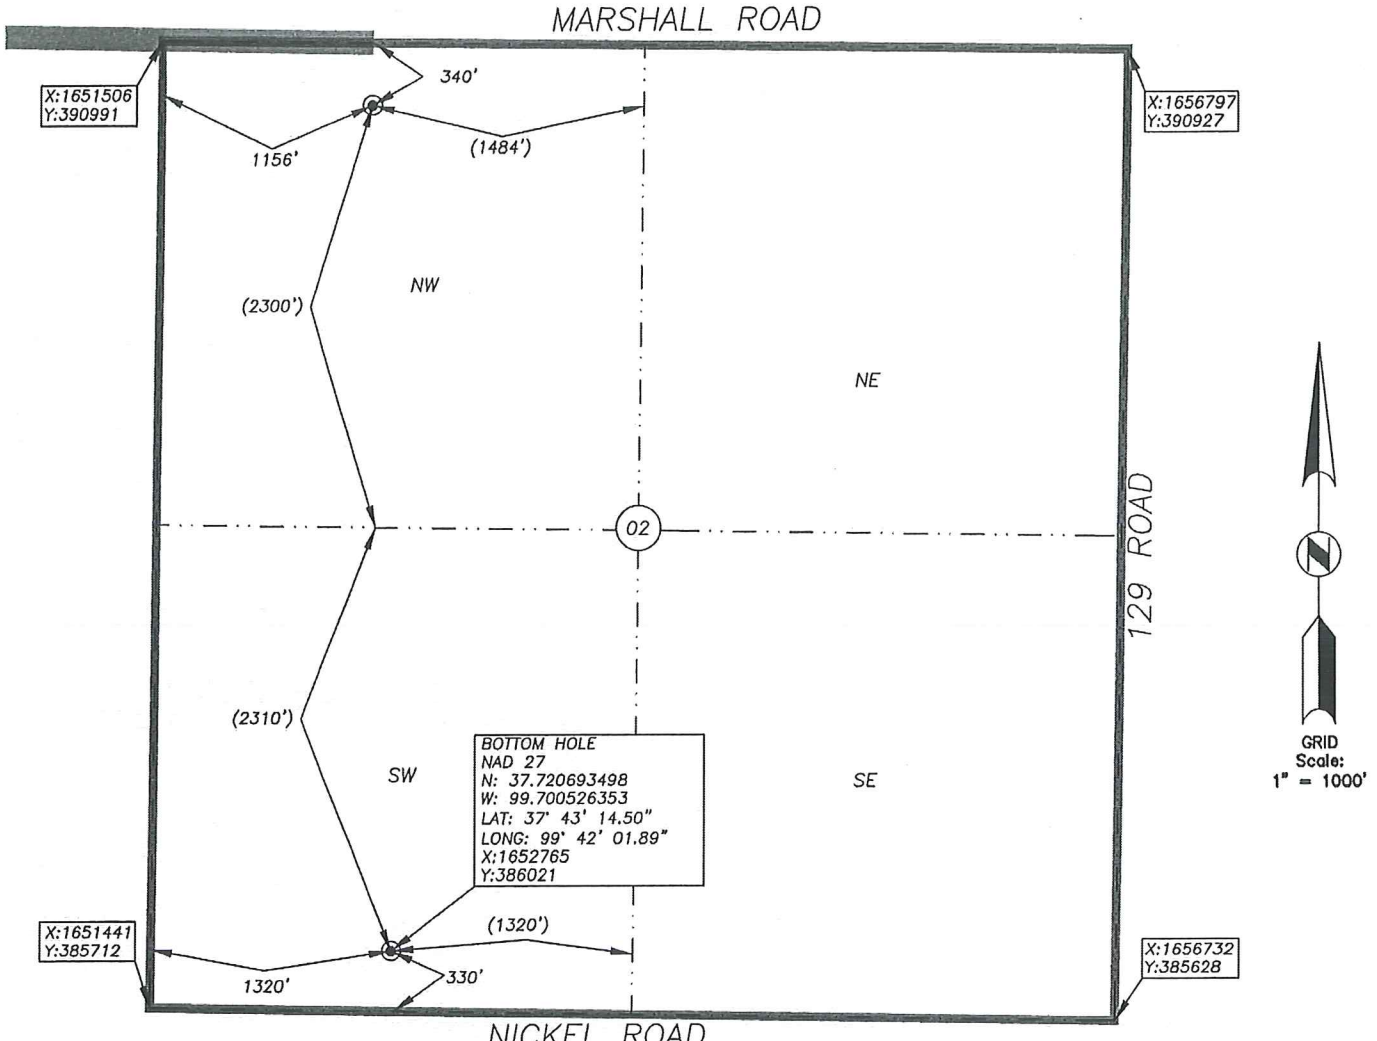 MARSHALL ROAD
X:1651506
Y:390991
340'
X:1656797
Y:390927
1156'
(1484')
NW
(2300')
NE
02
129 ROAD
(2310')
SW
SE
BOTTOM HOLE
NAD 27
N: 37.720693498
W: 99.700526353
LAT: 37° 43' 14.50"
LONG: 99° 42' 01.89"
X:1652765
Y:386021
N
GRID
Scale:
1" = 1000'
X:1651441
Y:385712
(1320')
1320'
330'
X:1656732
Y:385628
NICKEL ROAD